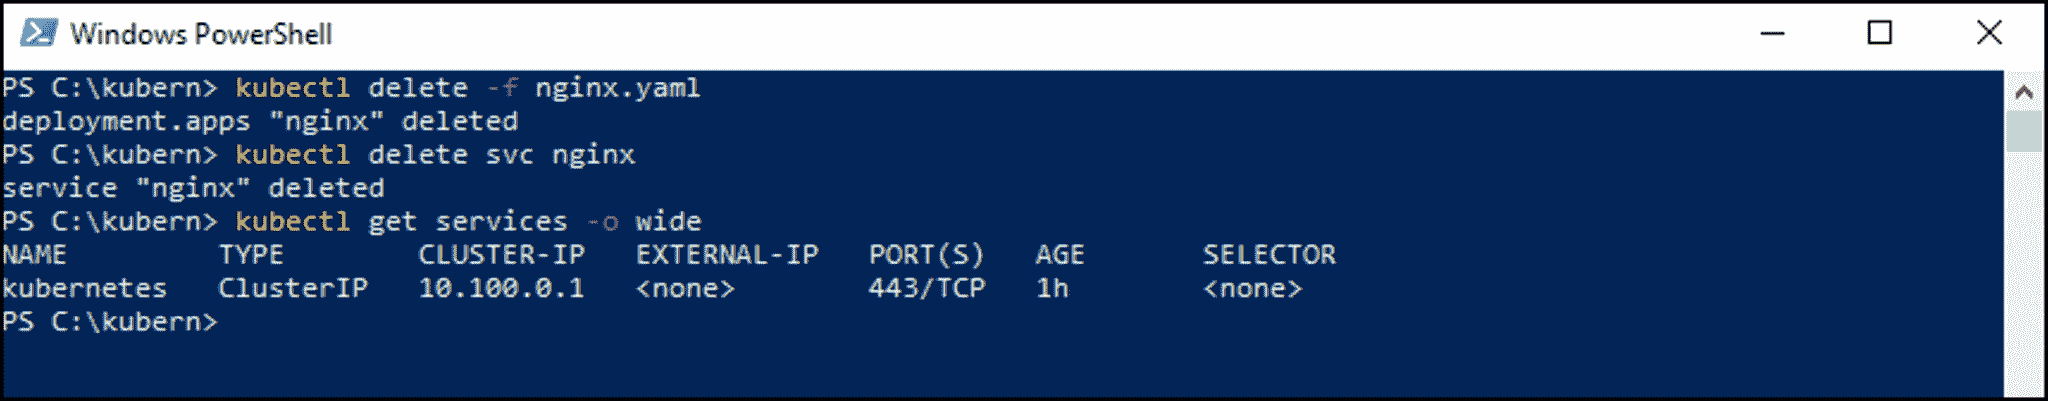 Windows PowerShell
PS C:\kubern> kubectl delete -f nginx.yaml
deployment.apps "nginx" deleted
PS C:\kubern> kubectl delete svc nginx
service "nginx" deleted
PS C:\kubern> kubectl get services -o wide
NAME TYPE CLUSTER-IP EXTERNAL-IP PORT(S) AGE SELECTOR
kubernetes ClusterIP 10.100.0.1 <none> 443/TCP 1h <none>
PS C:\kubern>